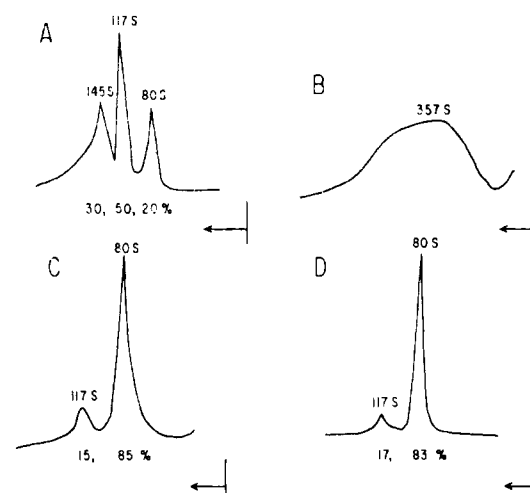 A
117 S
145 S
80 S
30, 50, 20 %
B
357 S
C
80 S
117 S
15, 85 %
D
80 S
117 S
17, 83 %